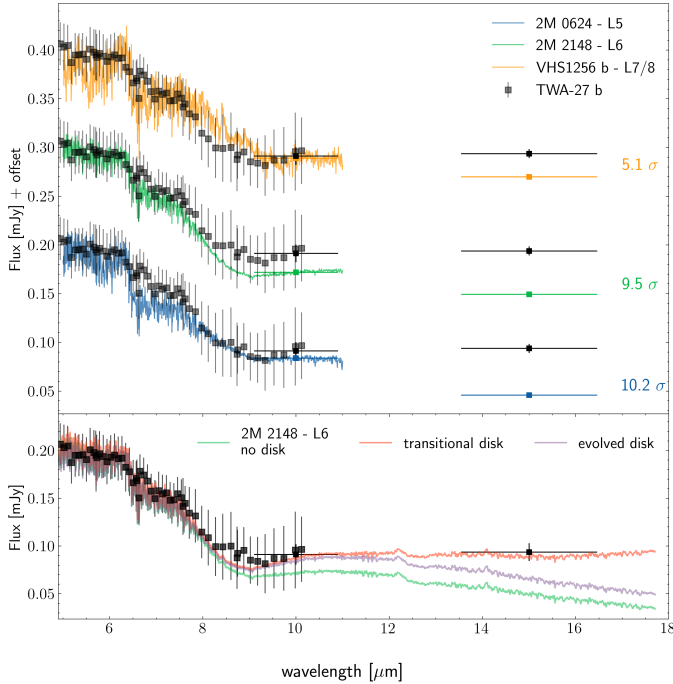 2M 0624 - L5
2M 2148 - L6
VHS1256 b - L7/8
TWA-27 b
0.40
0.35
0.30
0.25
0.20
0.15
0.10
0.05
Flux [mJy] + offset
5.1 σ
9.5 σ
10.2 σ
2M 2148 - L6
no disk
transitional disk
evolved disk
0.20
0.15
0.10
0.05
Flux [mJy]
6 8 10 12 14 16 18
wavelength [μm]